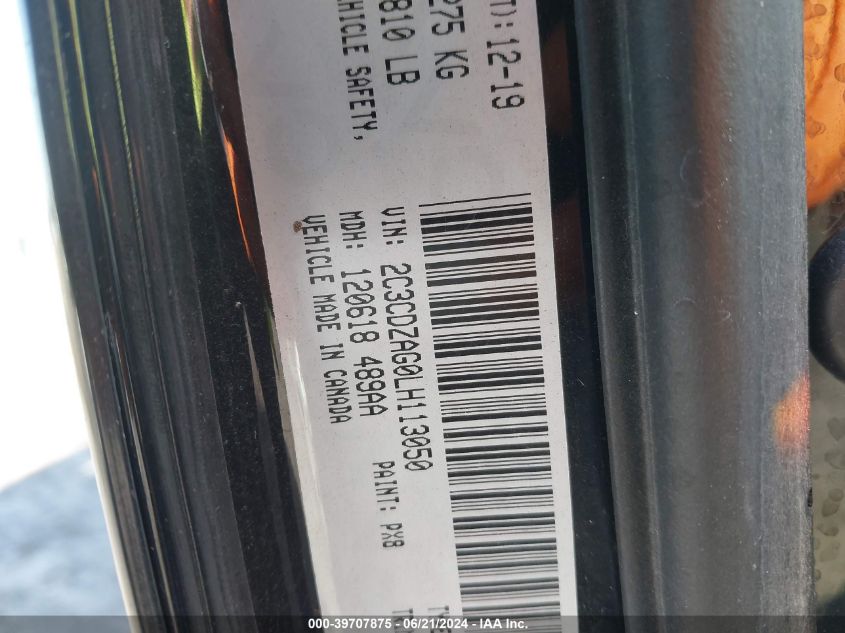 T): 12-19
275 KG
810 LB
VEHICLE SAFETY,
VIN: 2C3CDZAG0LH113050
MDH: 120618 489AA
VEHICLE MADE IN CANADA
PAINT: PX8
000-39707875 - 06/21/2024 - IAA Inc.